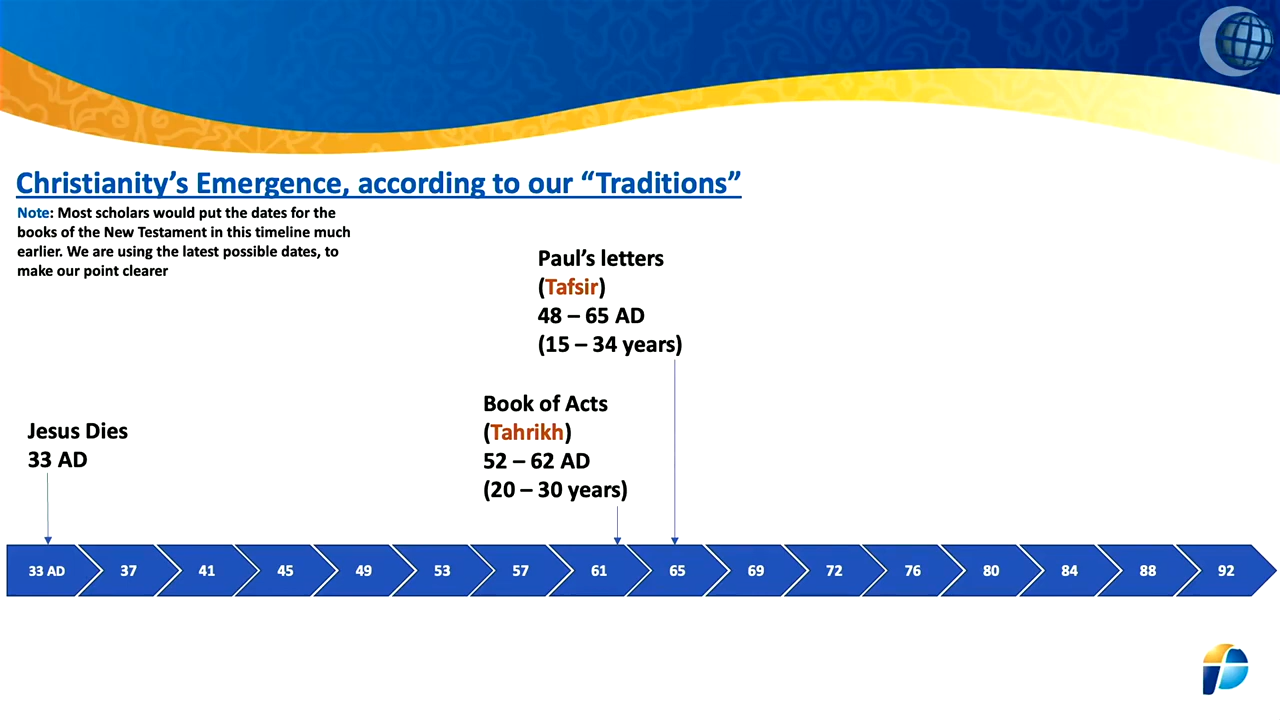 Christianity’s Emergence, according to our “Traditions”
Note: Most scholars would put the dates for the
books of the New Testament in this timeline much
earlier. We are using the latest possible dates, to
make our point clearer
Paul’s letters
(Tafsir)
48 – 65 AD
(15 – 34 years)
Book of Acts
(Tahrikh)
52 – 62 AD
(20 – 30 years)
Jesus Dies
33 AD
33 AD 37 41 45 49 53 57 61 65 69 72 76 80 84 88 92